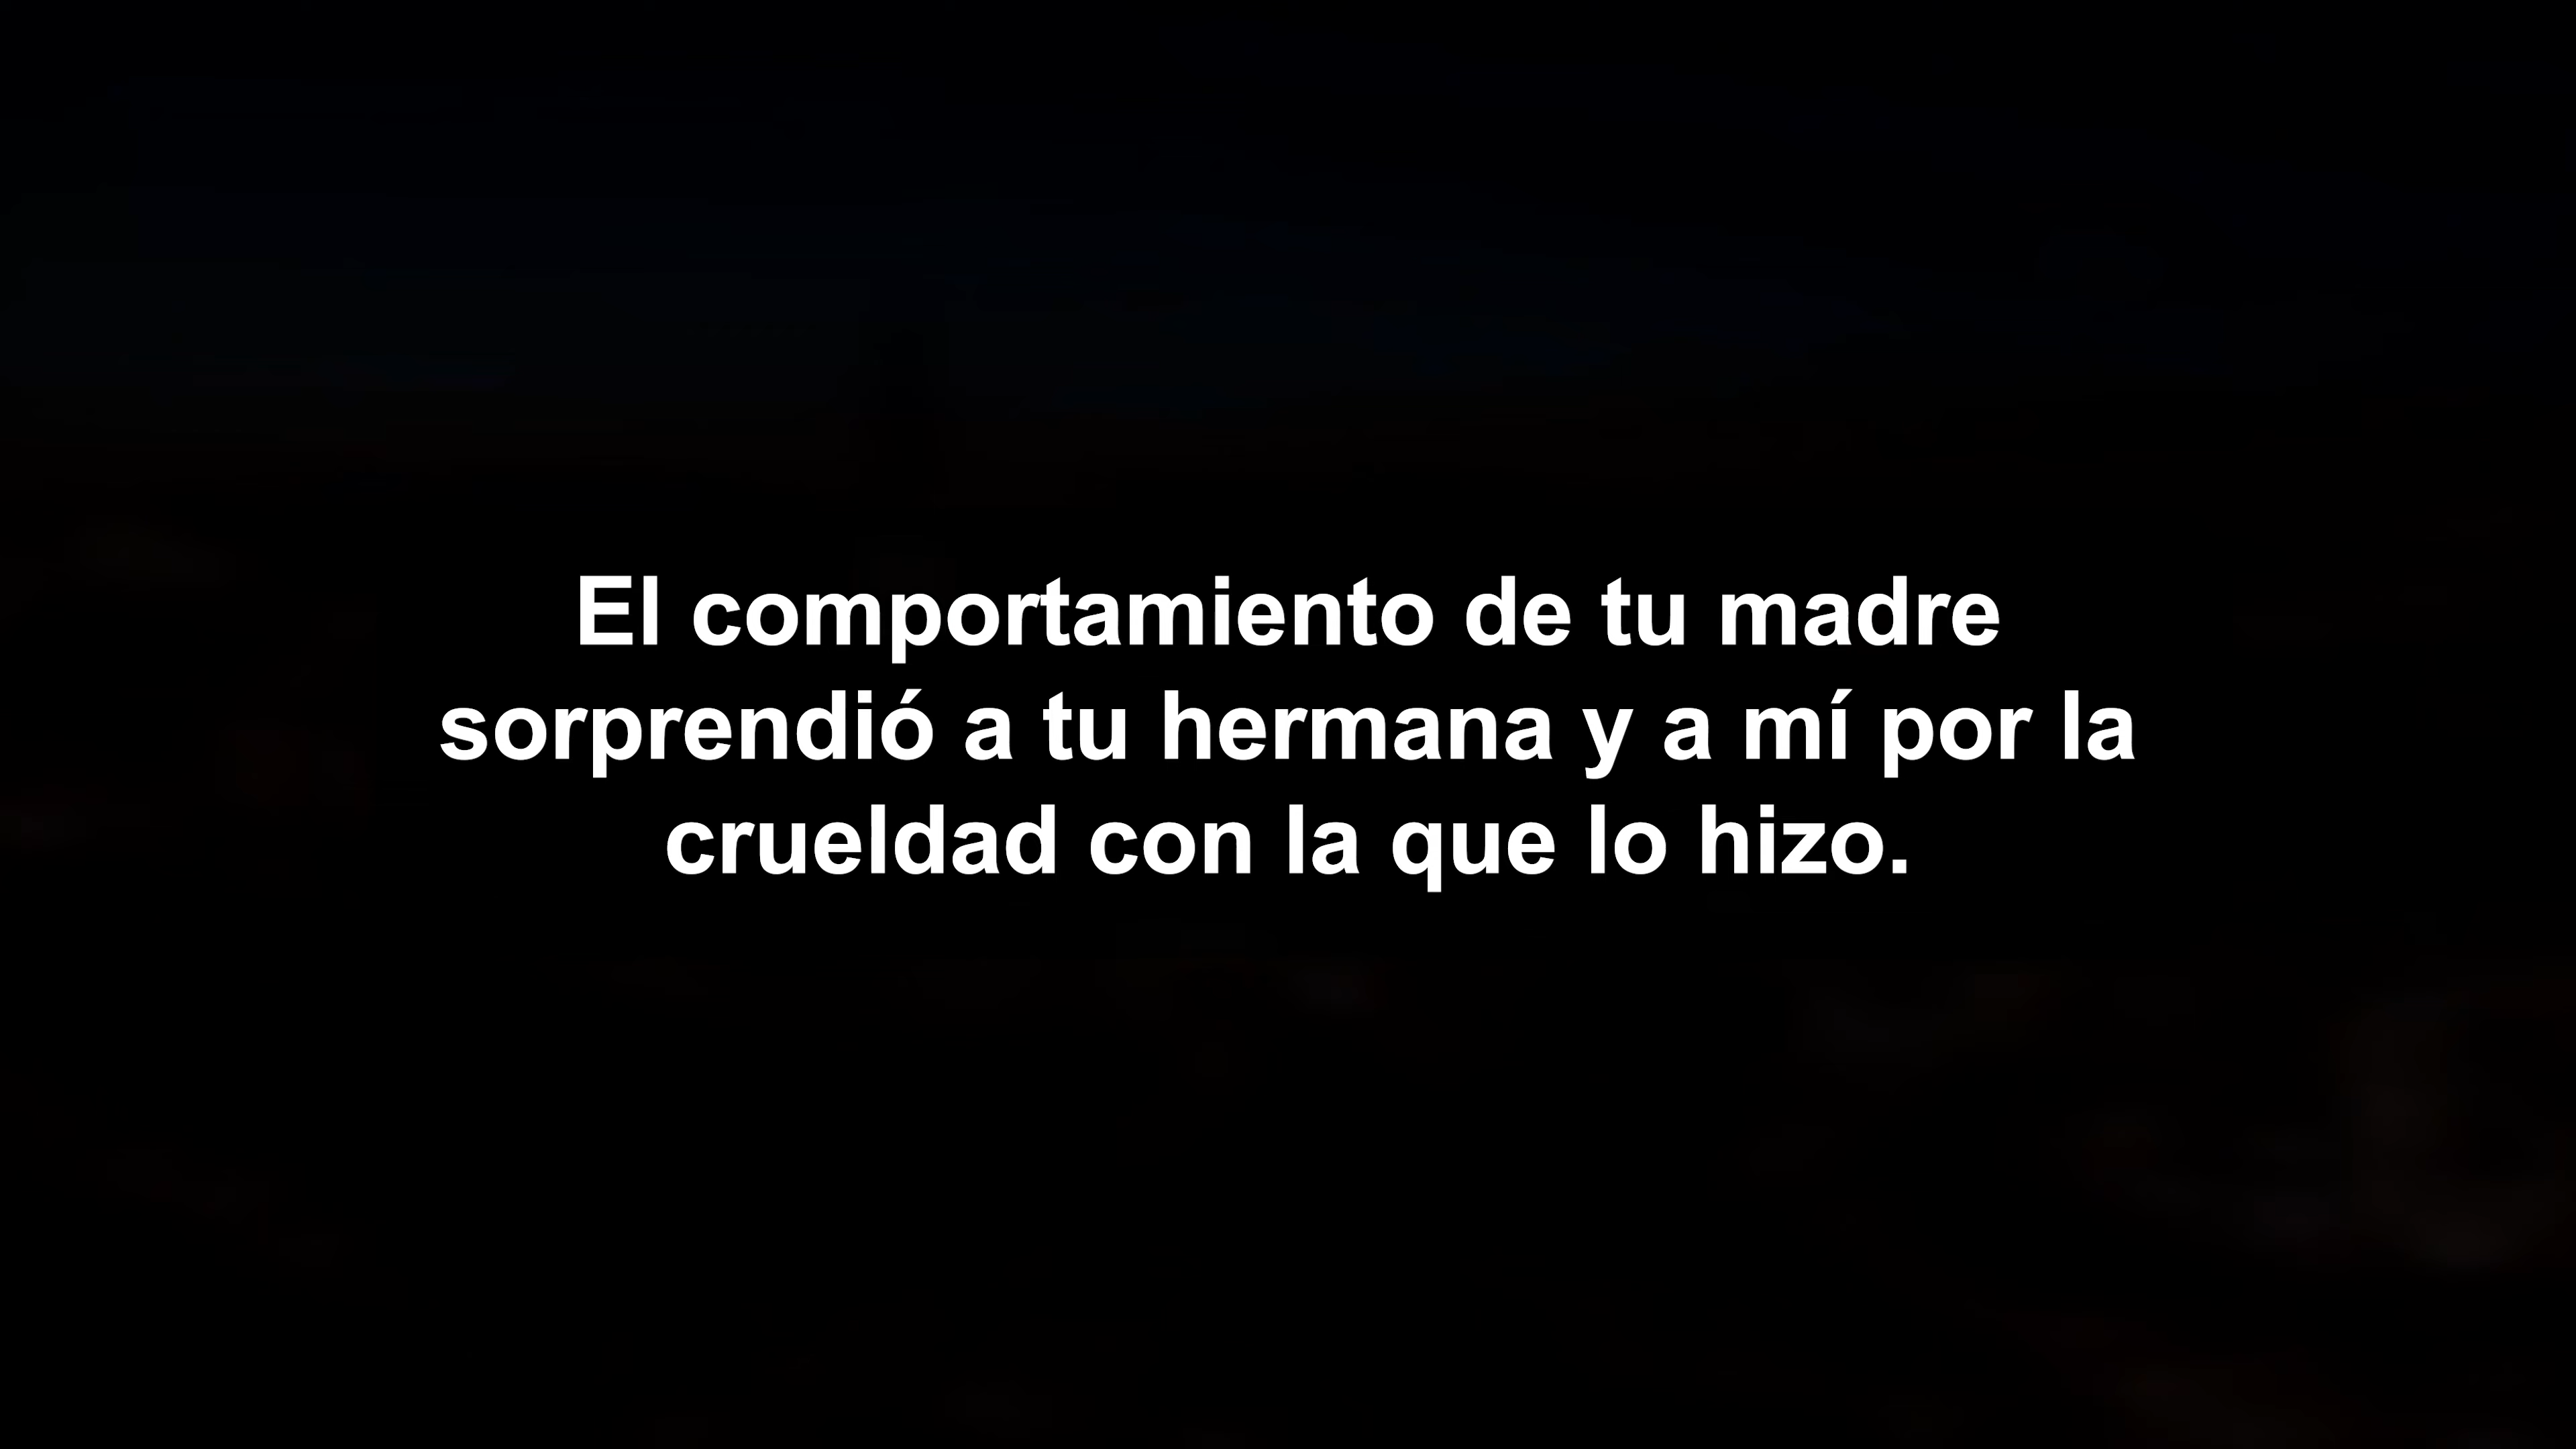 El comportamiento de tu madre
sorprendió a tu hermana y a mí por la
crueldad con la que lo hizo.